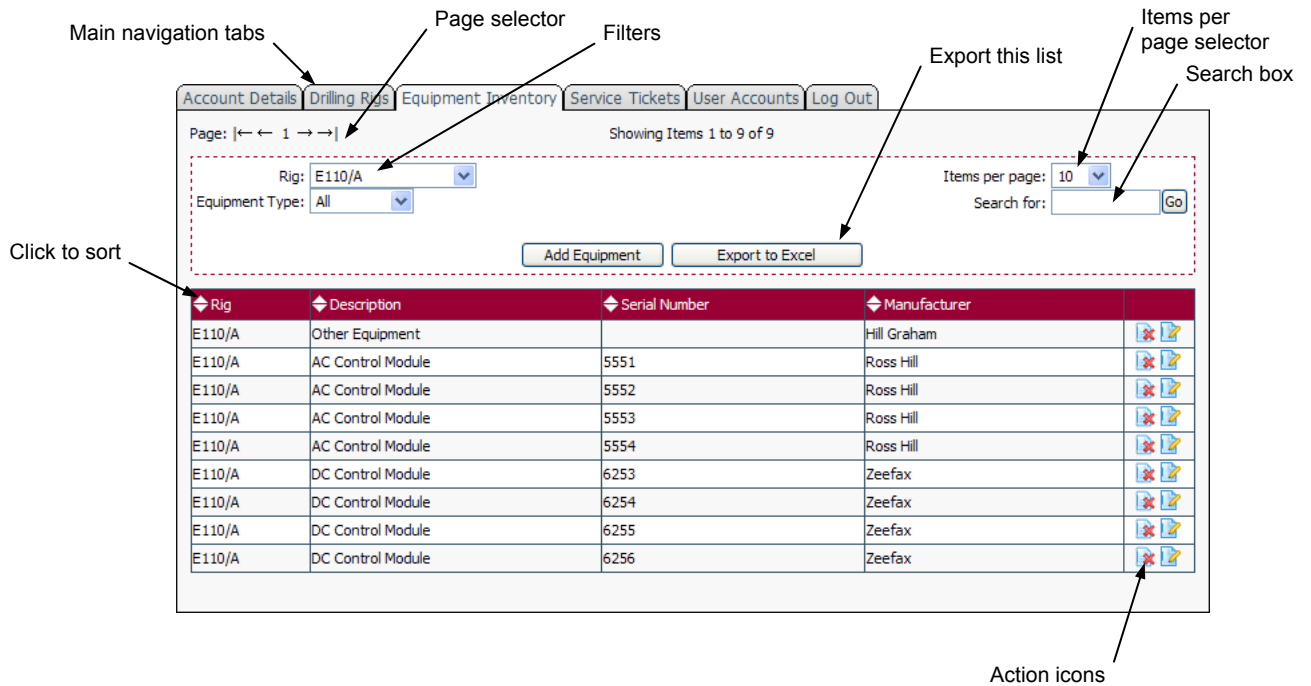 Main navigation tabs
Page selector
Filters
Export this list
Items per
page selector
Search box
Account Details Drilling Rigs Equipment Inventory Service Tickets User Accounts Log Out
Page: |← ← 1 → →| Showing Items 1 to 9 of 9
Rig: E110/A Items per page: 10
Equipment Type: All Search for: Go
Click to sort
Add Equipment Export to Excel
Rig Description Serial Number Manufacturer
E110/A Other Equipment Hill Graham
E110/A AC Control Module 5551 Ross Hill
E110/A AC Control Module 5552 Ross Hill
E110/A AC Control Module 5553 Ross Hill
E110/A AC Control Module 5554 Ross Hill
E110/A DC Control Module 6253 Zeefax
E110/A DC Control Module 6254 Zeefax
E110/A DC Control Module 6255 Zeefax
E110/A DC Control Module 6256 Zeefax
Action icons